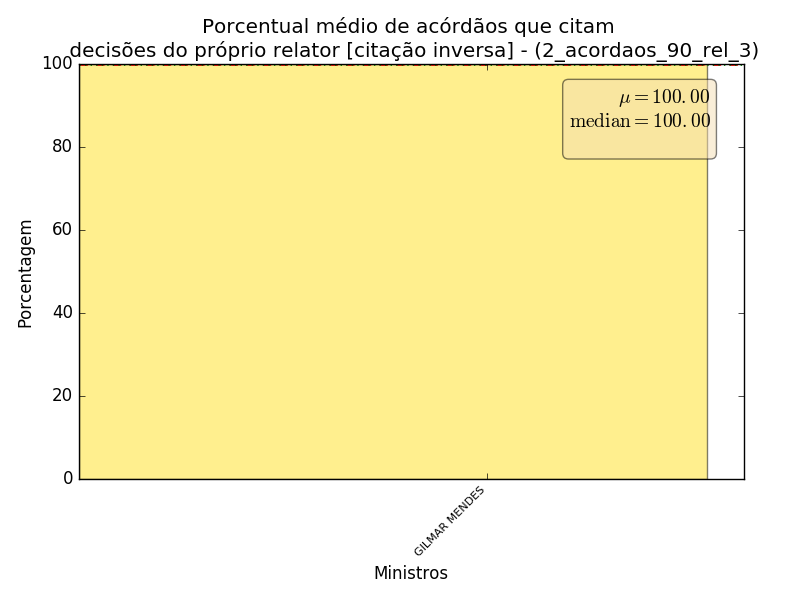 Porcentual médio de acórdãos que citam
decisões do próprio relator [citação inversa] - (2_acordaos_90_rel_3)
100
μ = 100.00
median = 100.00
80
60
Porcentagem
40
20
0
GILMAR MENDES
Ministros